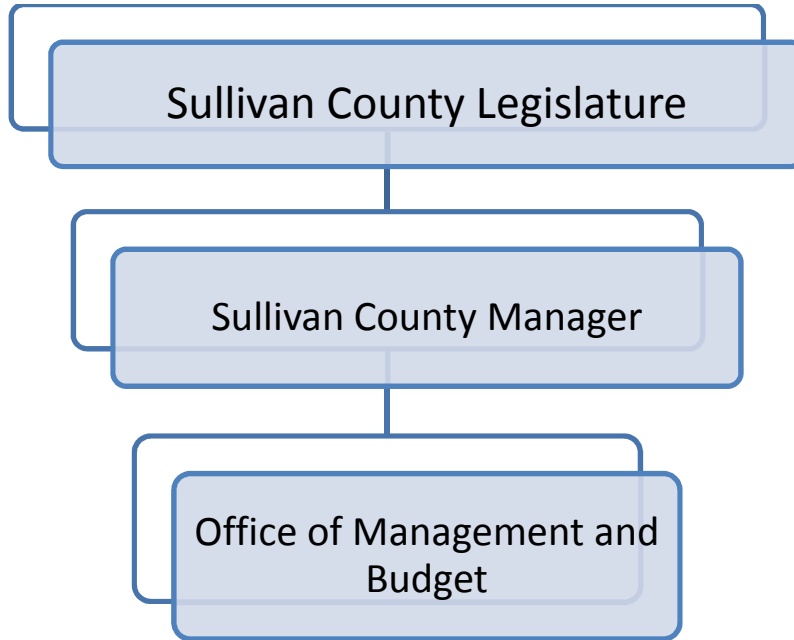 Sullivan County Legislature
Sullivan County Manager
Office of Management and
Budget